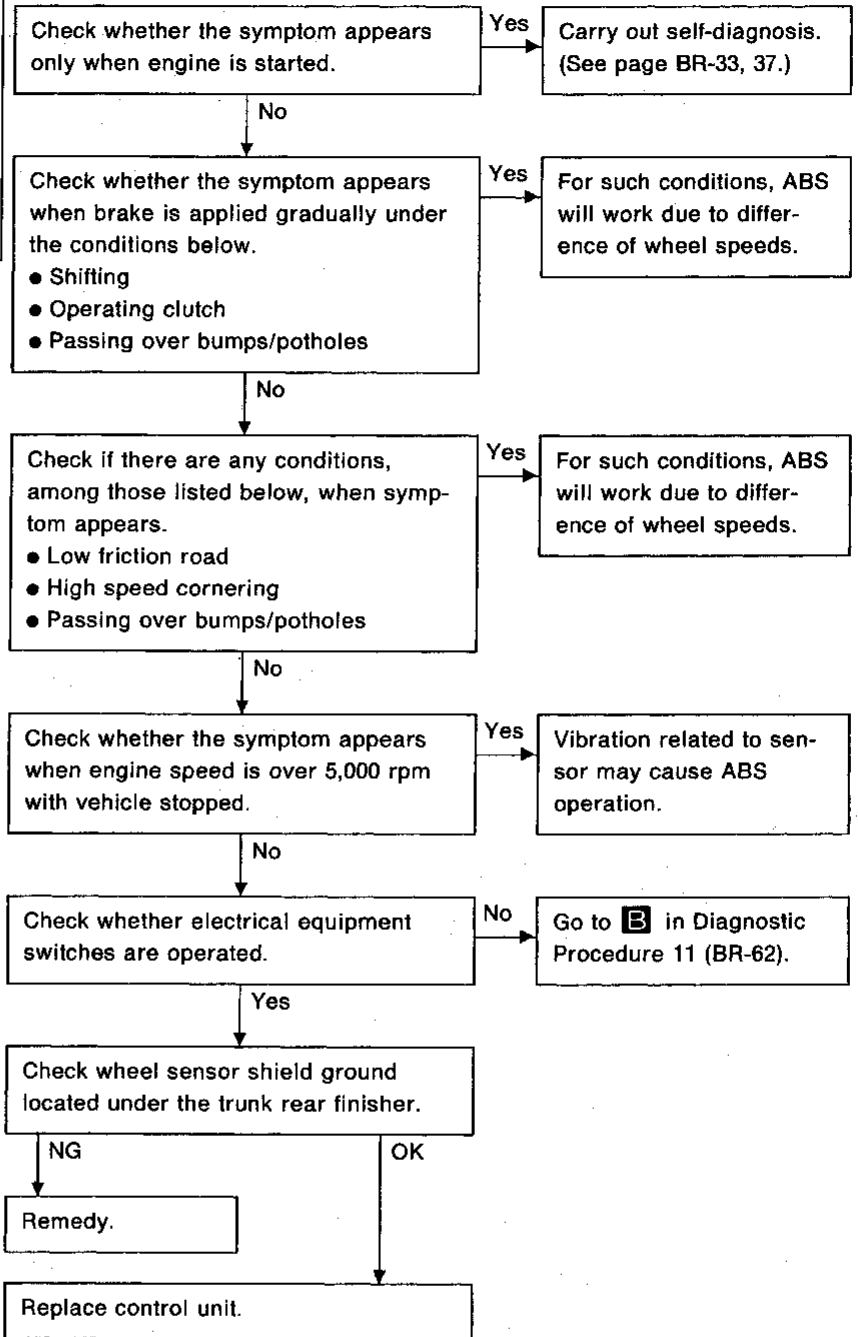 Check whether the symptom appears
only when engine is started.
Yes
Carry out self-diagnosis.
(See page BR-33, 37.)
No
Check whether the symptom appears
when brake is applied gradually under
the conditions below.
● Shifting
● Operating clutch
● Passing over bumps/potholes
Yes
For such conditions, ABS
will work due to differ-
ence of wheel speeds.
No
Check if there are any conditions,
among those listed below, when symp-
tom appears.
● Low friction road
● High speed cornering
● Passing over bumps/potholes
Yes
For such conditions, ABS
will work due to differ-
ence of wheel speeds.
No
Check whether the symptom appears
when engine speed is over 5,000 rpm
with vehicle stopped.
Yes
Vibration related to sen-
sor may cause ABS
operation.
No
Check whether electrical equipment
switches are operated.
No
Go to B in Diagnostic
Procedure 11 (BR-62).
Yes
Check wheel sensor shield ground
located under the trunk rear finisher.
NG
OK
Remedy.
Replace control unit.